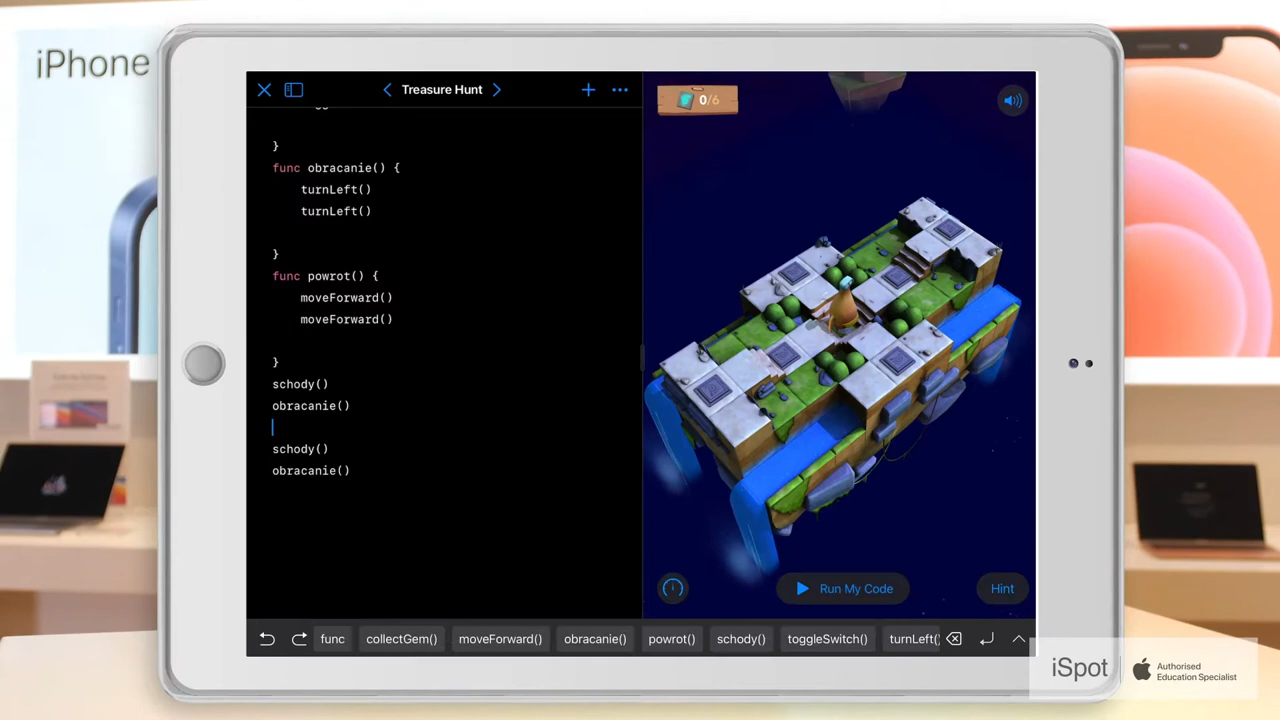 iPhone
Treasure Hunt
0/6
}
func obracanie() {
turnLeft()
turnLeft()
}
func powrot() {
moveForward()
moveForward()
}
schody()
obracanie()
schody()
obracanie()
Run My Code
Hint
func
collectGem()
moveForward()
obracanie()
powrot()
schody()
toggleSwitch()
turnLeft()
iSpot
Authorised
Education Specialist